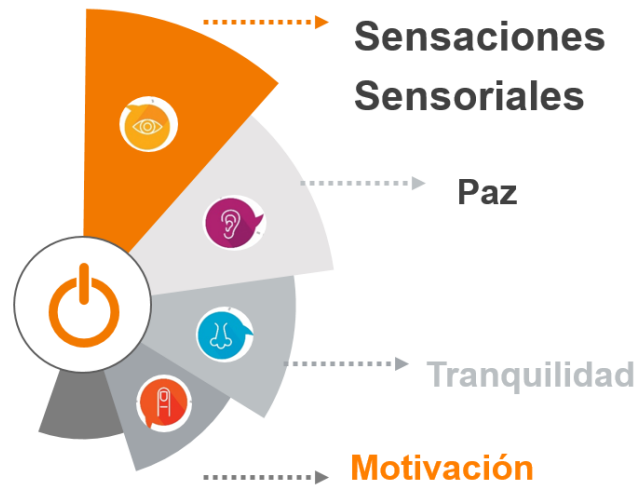 Sensaciones
Sensoriales
Paz
Tranquilidad
Motivación